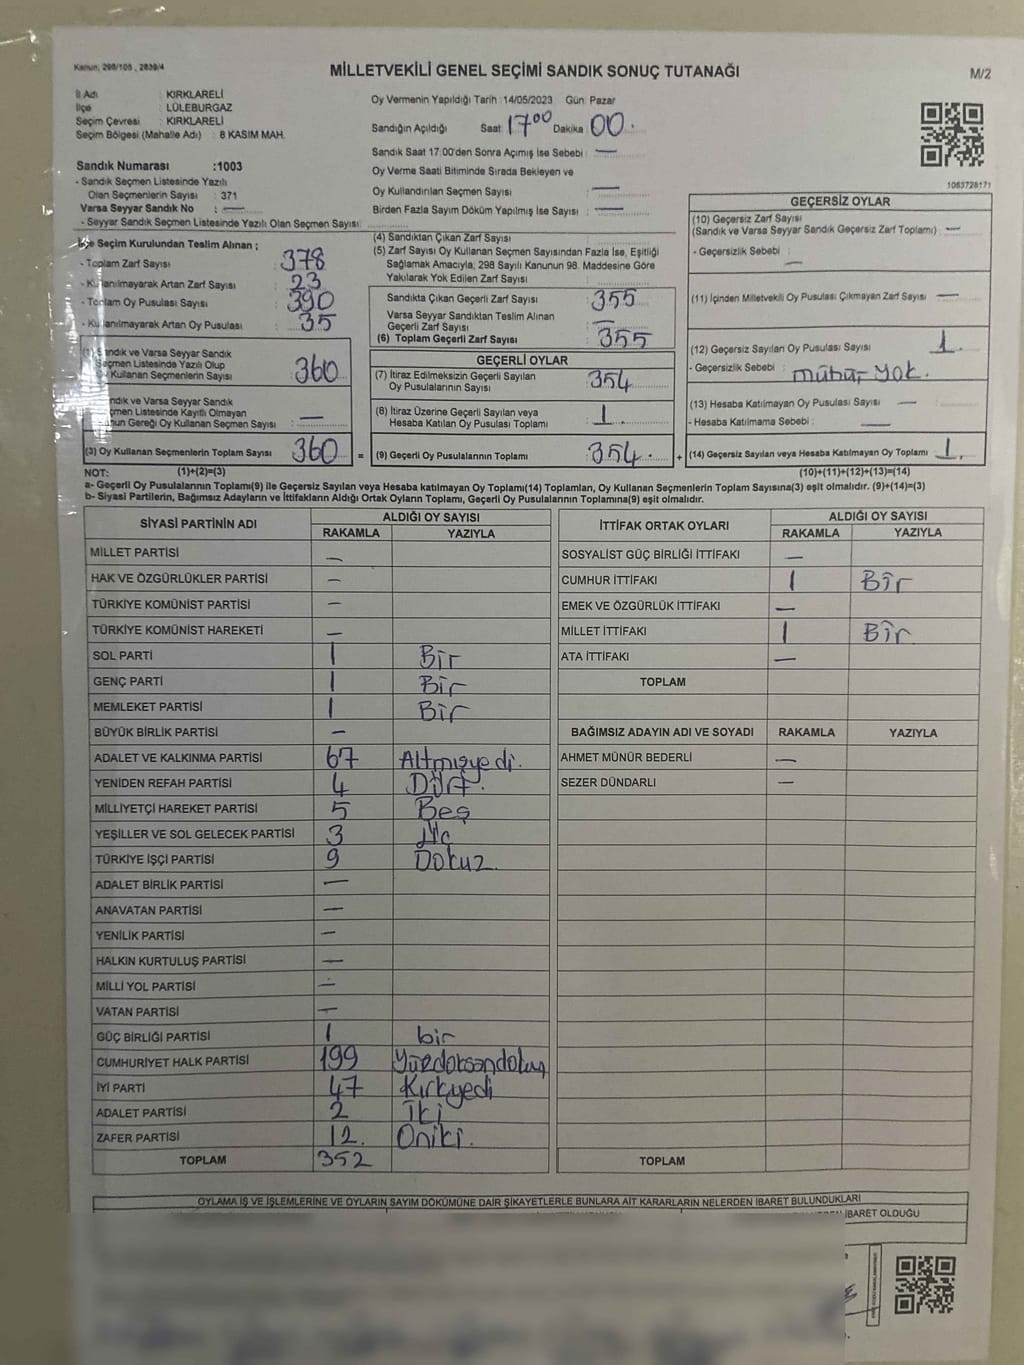 Kanun, 298/105 , 2839/4
MİLLETVEKİLİ GENEL SEÇİMİ SANDIK SONUÇ TUTANAĞI
M/2
İl Adı : KIRKLARELİ
İlçe : LÜLEBURGAZ
Seçim Çevresi : KIRKLARELİ
Seçim Bölgesi (Mahalle Adı) : 8 KASIM MAH.
Sandık Numarası :1003
- Sandık Seçmen Listesinde Yazılı
Olan Seçmenlerin Sayısı : 371
Varsa Seyyar Sandık No : —
- Seyyar Sandık Seçmen Listesinde Yazılı Olan Seçmen Sayısı:
Oy Vermenin Yapıldığı Tarih : 14/05/2023 Gün: Pazar
Sandığın Açıldığı Saat 17 00 Dakika 00
Sandık Saat 17:00'den Sonra Açımış İse Sebebi : —
Oy Verme Saati Bitiminde Sırada Bekleyen ve
Oy Kullandırılan Seçmen Sayısı : —
Birden Fazla Sayım Döküm Yapılmış İse Sayısı : —
1083728171
İlçe Seçim Kurulundan Teslim Alınan ;
- Toplam Zarf Sayısı : 378
- Kullanılmayarak Artan Zarf Sayısı : 23
- Toplam Oy Pusulası Sayısı : 390
- Kullanılmayarak Artan Oy Pusulası : 35
(1) Sandık ve Varsa Seyyar Sandık
Seçmen Listesinde Yazılı Olup
Oy Kullanan Seçmenlerin Sayısı : 360
Sandık ve Varsa Seyyar Sandık
Seçmen Listesinde Kayıtlı Olmayan
Kanun Gereği Oy Kullanan Seçmen Sayısı : —
(3) Oy Kullanan Seçmenlerin Toplam Sayısı : 360 =
(4) Sandıktan Çıkan Zarf Sayısı :
(5) Zarf Sayısı Oy Kullanan Seçmen Sayısından Fazla İse, Eşitliği
Sağlamak Amacıyla; 298 Sayılı Kanunun 98. Maddesine Göre
Yakılarak Yok Edilen Zarf Sayısı :
Sandıkta Çıkan Geçerli Zarf Sayısı : 355
Varsa Seyyar Sandıktan Teslim Alınan
Geçerli Zarf Sayısı : —
(6) Toplam Geçerli Zarf Sayısı : 355
GEÇERLİ OYLAR
(7) İtiraz Edilmeksizin Geçerli Sayılan
Oy Pusulalarının Sayısı : 354
(8) İtiraz Üzerine Geçerli Sayılan veya
Hesaba Katılan Oy Pusulası Toplamı : 1
(9) Geçerli Oy Pusulalarının Toplamı : 354 +
GEÇERSİZ OYLAR
(10) Geçersiz Zarf Sayısı
(Sandık ve Varsa Seyyar Sandık Geçersiz Zarf Toplamı) : —
- Geçersizlik Sebebi : —
(11) İçinden Milletvekili Oy Pusulası Çıkmayan Zarf Sayısı : —
(12) Geçersiz Sayılan Oy Pusulası Sayısı : 1.
- Geçersizlik Sebebi : mühür yok.
(13) Hesaba Katılmayan Oy Pusulası Sayısı : —
- Hesaba Katılmama Sebebi : —
(14) Geçersiz Sayılan veya Hesaba Katılmayan Oy Toplamı : 1.
NOT: (1)+(2)=(3) (10)+(11)+(12)+(13)=(14)
a- Geçerli Oy Pusulalarının Toplamı(9) ile Geçersiz Sayılan veya Hesaba katılmayan Oy Toplamı(14) Toplamları, Oy Kullanan Seçmenlerin Toplam Sayısına(3) eşit olmalıdır. (9)+(14)=(3)
b- Siyasi Partilerin, Bağımsız Adayların ve İttifakların Aldığı Ortak Oyların Toplamı, Geçerli Oy Pusulalarının Toplamına(9) eşit olmalıdır.
SİYASİ PARTİNİN ADI ALDIĞI OY SAYISI
RAKAMLA YAZIYLA
MİLLET PARTİSİ —
HAK VE ÖZGÜRLÜKLER PARTİSİ —
TÜRKİYE KOMÜNİST PARTİSİ —
TÜRKİYE KOMÜNİST HAREKETİ —
SOL PARTİ 1 Bir
GENÇ PARTİ 1 Bir
MEMLEKET PARTİSİ 1 Bir
BÜYÜK BİRLİK PARTİSİ —
ADALET VE KALKINMA PARTİSİ 67 Altmışyedi.
YENİDEN REFAH PARTİSİ 4 Dört.
MİLLİYETÇİ HAREKET PARTİSİ 5 Beş
YEŞİLLER VE SOL GELECEK PARTİSİ 3 Üç
TÜRKİYE İŞÇİ PARTİSİ 9 Dokuz.
ADALET BİRLİK PARTİSİ —
ANAVATAN PARTİSİ —
YENİLİK PARTİSİ —
HALKIN KURTULUŞ PARTİSİ —
MİLLİ YOL PARTİSİ —
VATAN PARTİSİ —
GÜÇ BİRLİĞİ PARTİSİ 1 bir
CUMHURİYET HALK PARTİSİ 199 Yüzdoksandokuz
İYİ PARTİ 47 Kırkyedi
ADALET PARTİSİ 2 İki
ZAFER PARTİSİ 12. Oniki.
TOPLAM 352
İTTİFAK ORTAK OYLARI ALDIĞI OY SAYISI
RAKAMLA YAZIYLA
SOSYALİST GÜÇ BİRLİĞİ İTTİFAKI —
CUMHUR İTTİFAKI 1 Bir
EMEK VE ÖZGÜRLÜK İTTİFAKI —
MİLLET İTTİFAKI 1 Bir
ATA İTTİFAKI —
TOPLAM
BAĞIMSIZ ADAYIN ADI VE SOYADI RAKAMLA YAZIYLA
AHMET MÜNÜR BEDERLİ —
SEZER DÜNDARLI —
TOPLAM
OYLAMA İŞ VE İŞLEMLERİNE VE OYLARIN SAYIM DÖKÜMÜNE DAİR ŞİKAYETLERLE BUNLARA AİT KARARLARIN NELERDEN İBARET BULUNDUKLARI
İBARET OLDUĞU